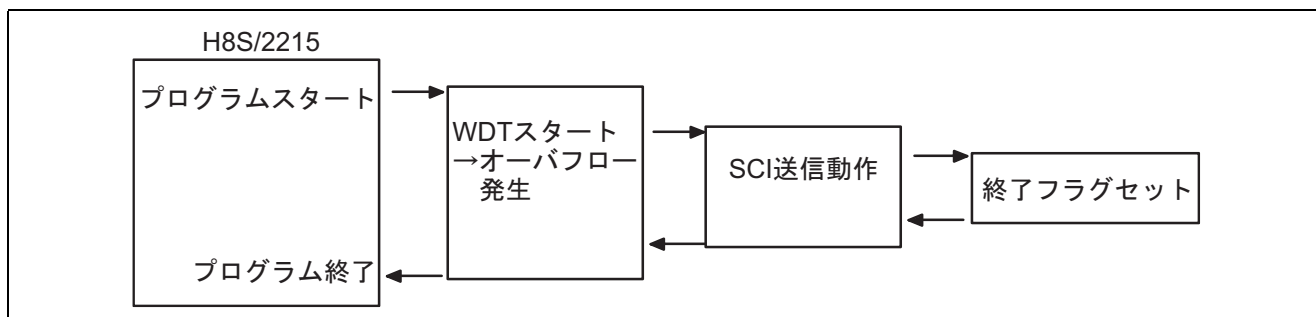 H8S/2215
プログラムスタート
WDTスタート
→オーバフロー
発生
SCI送信動作
終了フラグセット
プログラム終了